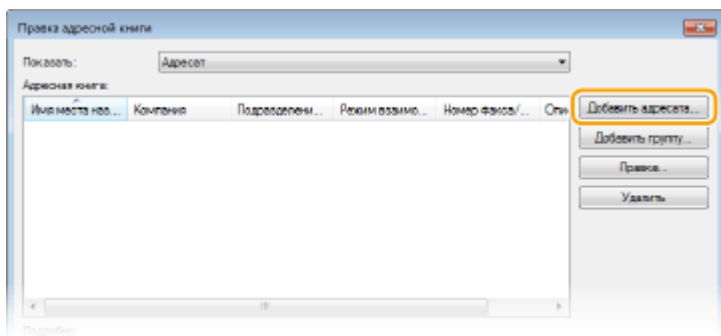 Правка адресной книги
Показать: Адресат
Адресная книга:
Имя места наз... Компания Подразделени... Режим взаимо... Номер факса/... Опи
Добавить адресата...
Добавить группу...
Правка...
Удалить
Подробно: